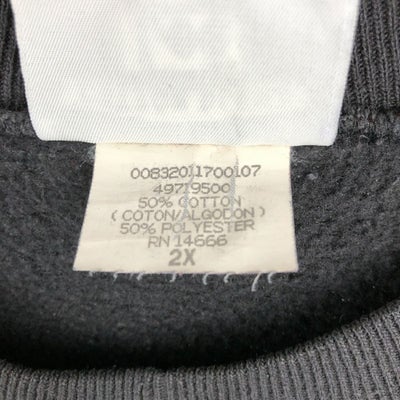 00832011700107
49719500
50% COTTON
(COTON/ALGODON)
50% POLYESTER
RN 14666
2X